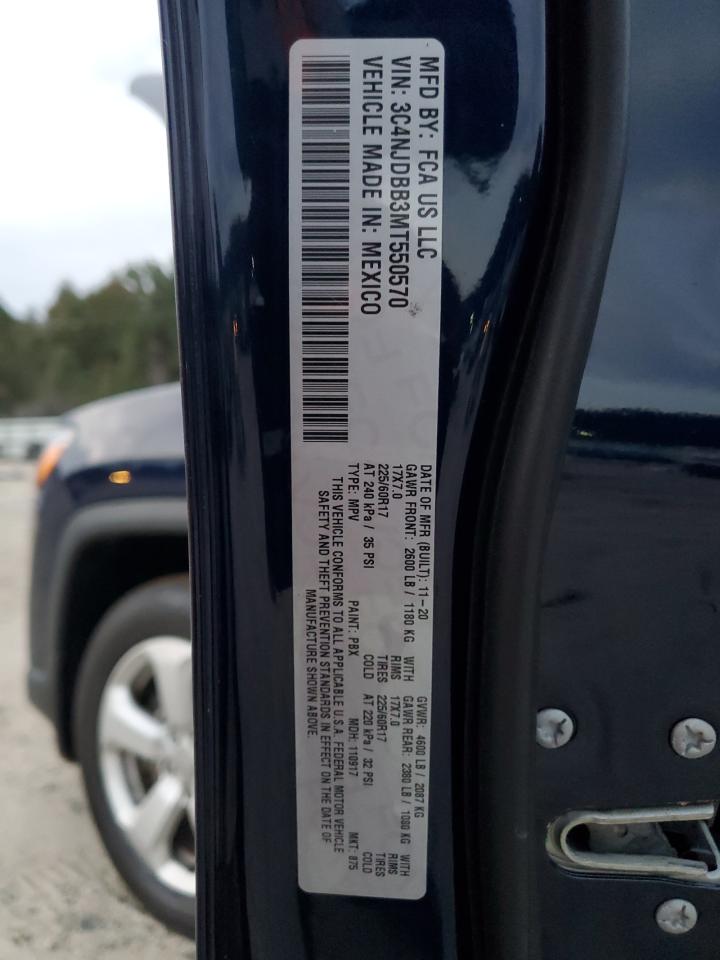 MFD BY: FCA US LLC
VIN: 3C4NJDBB3MT550570
VEHICLE MADE IN: MEXICO
DATE OF MFR (BUILT): 11-20 GVWR: 4600 LB / 2087 KG
GAWR FRONT: 2600 LB / 1180 KG WITH GAWR REAR: 2380 LB / 1080 KG WITH
17X7.0 RIMS 17X7.0 RIMS
225/60R17 TIRES 225/60R17 TIRES
AT 240 kPa / 35 PSI COLD AT 220 kPa / 32 PSI COLD
TYPE: MPV PAINT: PBX MDH: 110917 MKT: 875
THIS VEHICLE CONFORMS TO ALL APPLICABLE U.S.A. FEDERAL MOTOR VEHICLE
SAFETY AND THEFT PREVENTION STANDARDS IN EFFECT ON THE DATE OF
MANUFACTURE SHOWN ABOVE.